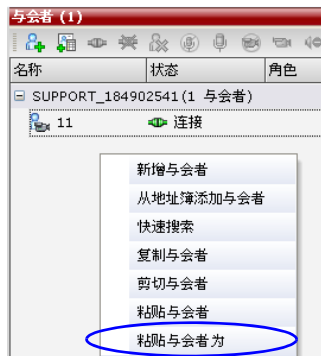 与会者 (1)
名称 状态 角色
SUPPORT_184902541(1 与会者)
11 连接
新增与会者
从地址簿添加与会者
快速搜索
复制与会者
剪切与会者
粘贴与会者
粘贴与会者为